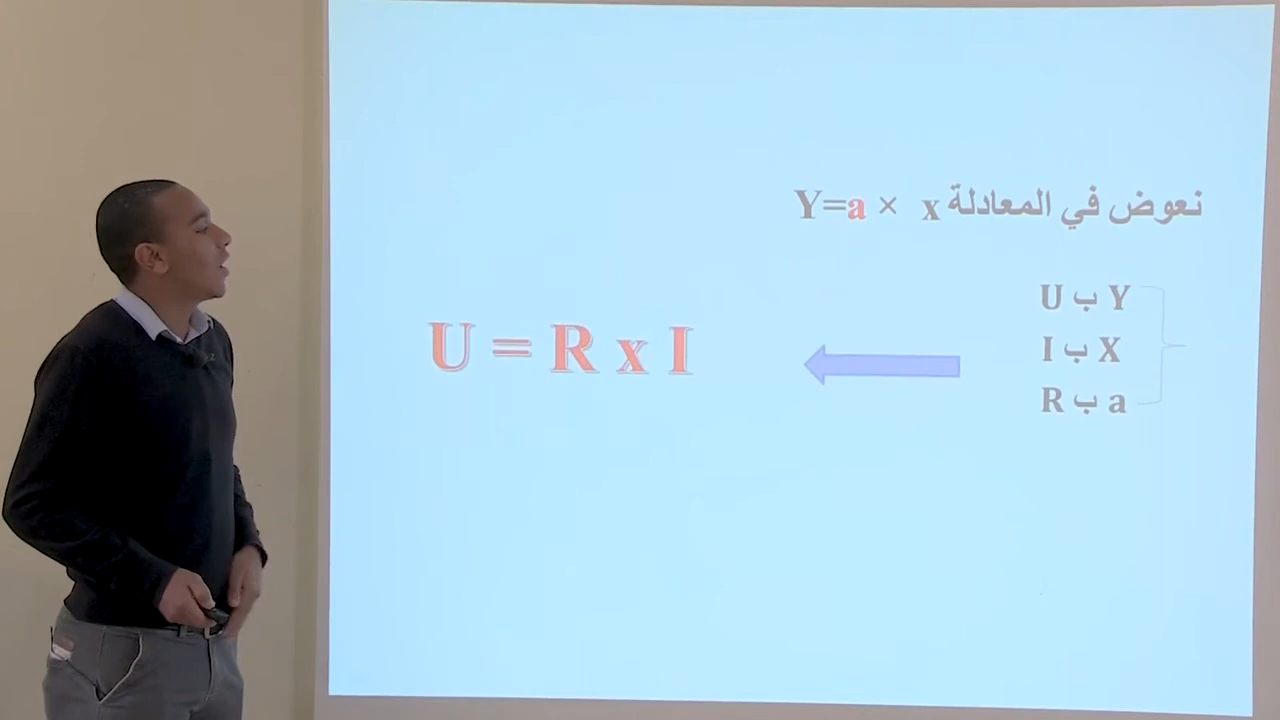 نعوض في المعادلة Y=a × x
Y ب U
X ب I
a ب R
U = R x I